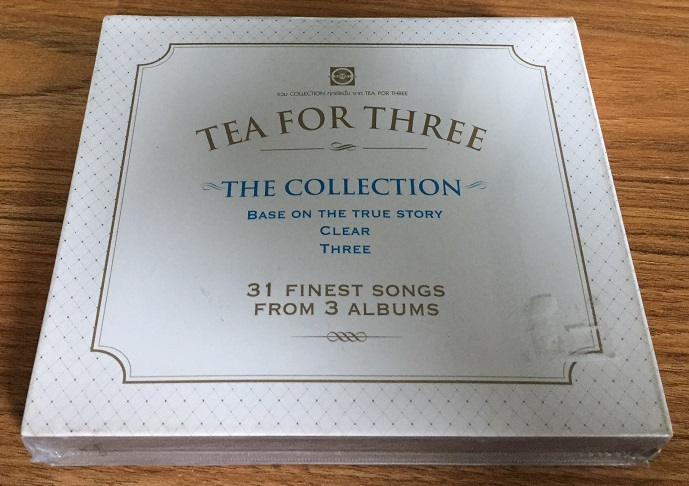 รวม COLLECTION ทุกอัลบั้ม จาก TEA FOR THREE
TEA FOR THREE
THE COLLECTION
BASE ON THE TRUE STORY
CLEAR
THREE
31 FINEST SONGS
FROM 3 ALBUMS